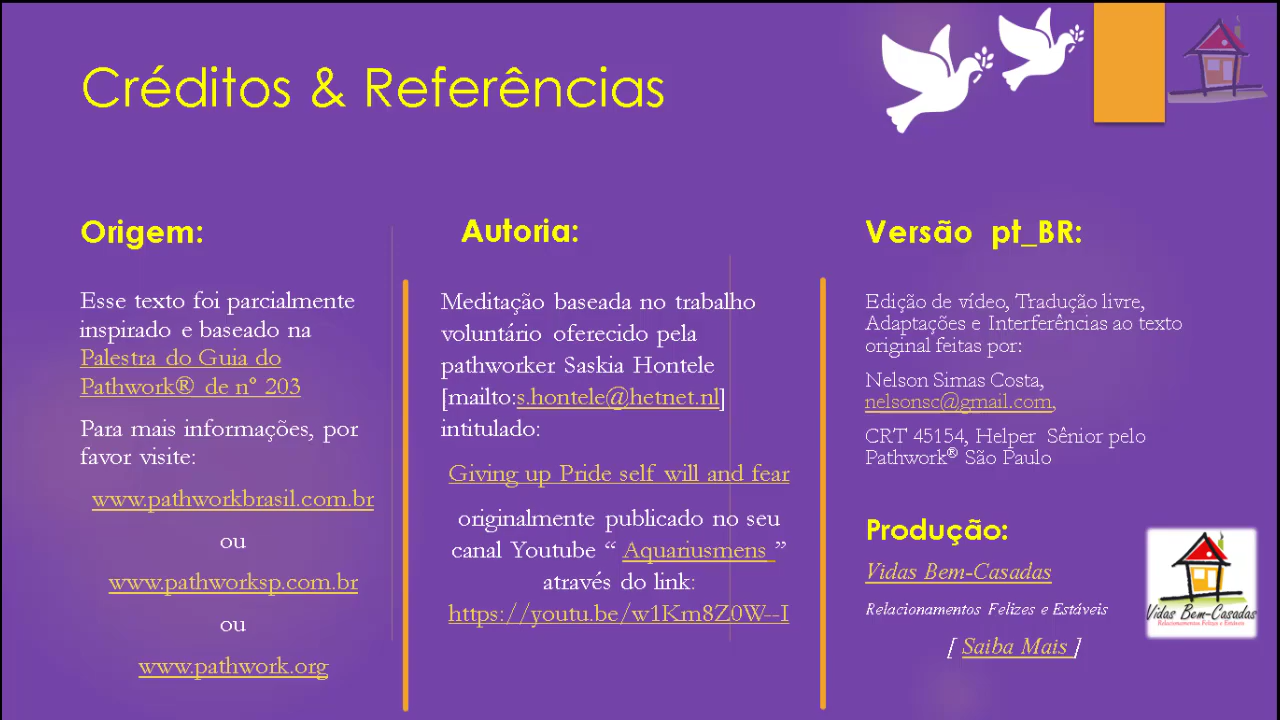 Créditos & Referências
Origem:
Esse texto foi parcialmente
inspirado e baseado na
Palestra do Guia do
Pathwork® de nº 203
Para mais informações, por
favor visite:
www.pathworkbrasil.com.br
ou
www.pathworksp.com.br
ou
www.pathwork.org
Autoria:
Meditação baseada no trabalho
voluntário oferecido pela
pathworker Saskia Hontele
[mailto:s.hontele@hetnet.nl]
intitulado:
Giving up Pride self will and fear
originalmente publicado no seu
canal Youtube “ Aquariusmens ”
através do link:
https://youtu.be/w1Km8Z0W--I
Versão pt_BR:
Edição de vídeo, Tradução livre,
Adaptações e Interferências ao texto
original feitas por:
Nelson Simas Costa,
nelsonsc@gmail.com,
CRT 45154, Helper Sênior pelo
Pathwork® São Paulo
Produção:
Vidas Bem-Casadas
Relacionamentos Felizes e Estáveis
[ Saiba Mais ]
Vidas Bem-Casadas
Relacionamentos Felizes e Estáveis